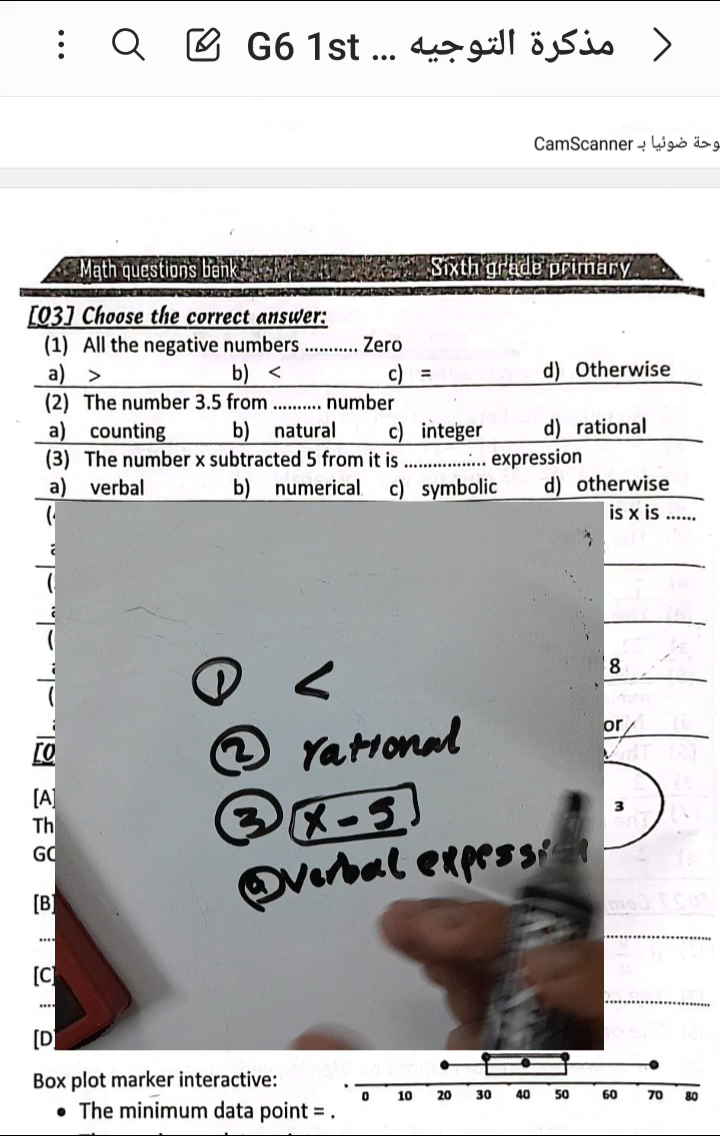 G6 1st ... مذكرة التوجيه
وحة ضوئيا بـ CamScanner
Math questions bank Sixth grade primary
[Q3] Choose the correct answer:
(1) All the negative numbers ........... Zero
a) > b) < c) = d) Otherwise
(2) The number 3.5 from .......... number
a) counting b) natural c) integer d) rational
(3) The number x subtracted 5 from it is ................. expression
a) verbal b) numerical c) symbolic d) otherwise
is x is ......
8
or
① <
② rational
③ x - 5
ⓐ verbal expession
[Q
[A]
3
Th
GC
[B]
[C]
[D]
Box plot marker interactive:
0 10 20 30 40 50 60 70 80
• The minimum data point = .